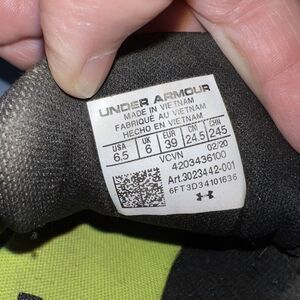 UNDER ARMOUR
MADE IN VIETNAM
FABRIQUÉ AU VIETNAM
HECHO EN VIETNAM
USA UK EUR CM CHN
6.5 6 39 24.5 245
VCVN 02/20
4203436100
Art.3023442-001
6FT3D34101636